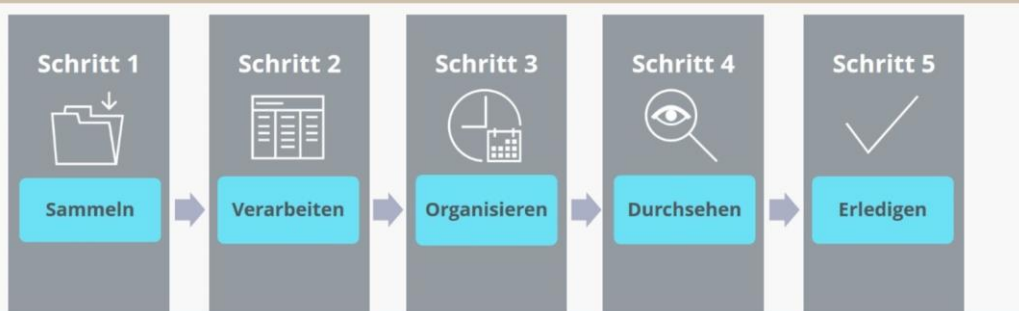 Schritt 1
Sammeln
Schritt 2
Verarbeiten
Schritt 3
Organisieren
Schritt 4
Durchsehen
Schritt 5
Erledigen